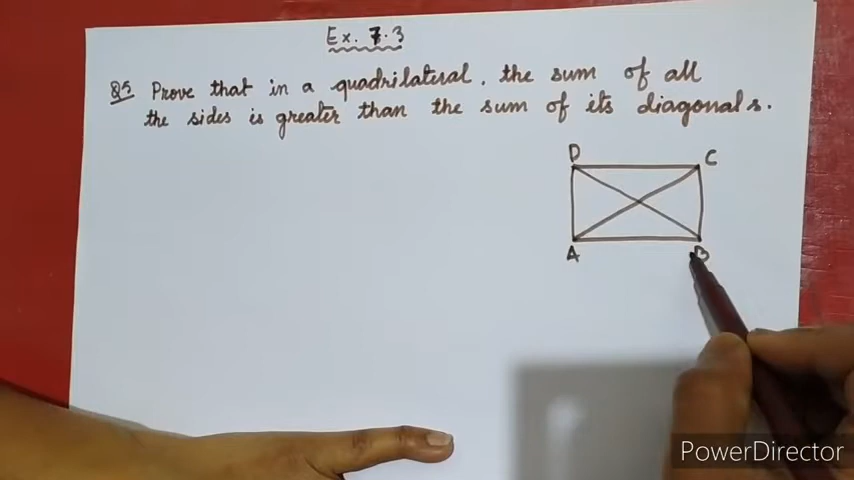 Ex. 7.3
Q5 Prove that in a quadrilateral, the sum of all
the sides is greater than the sum of its diagonals.
D C
A B
PowerDirector